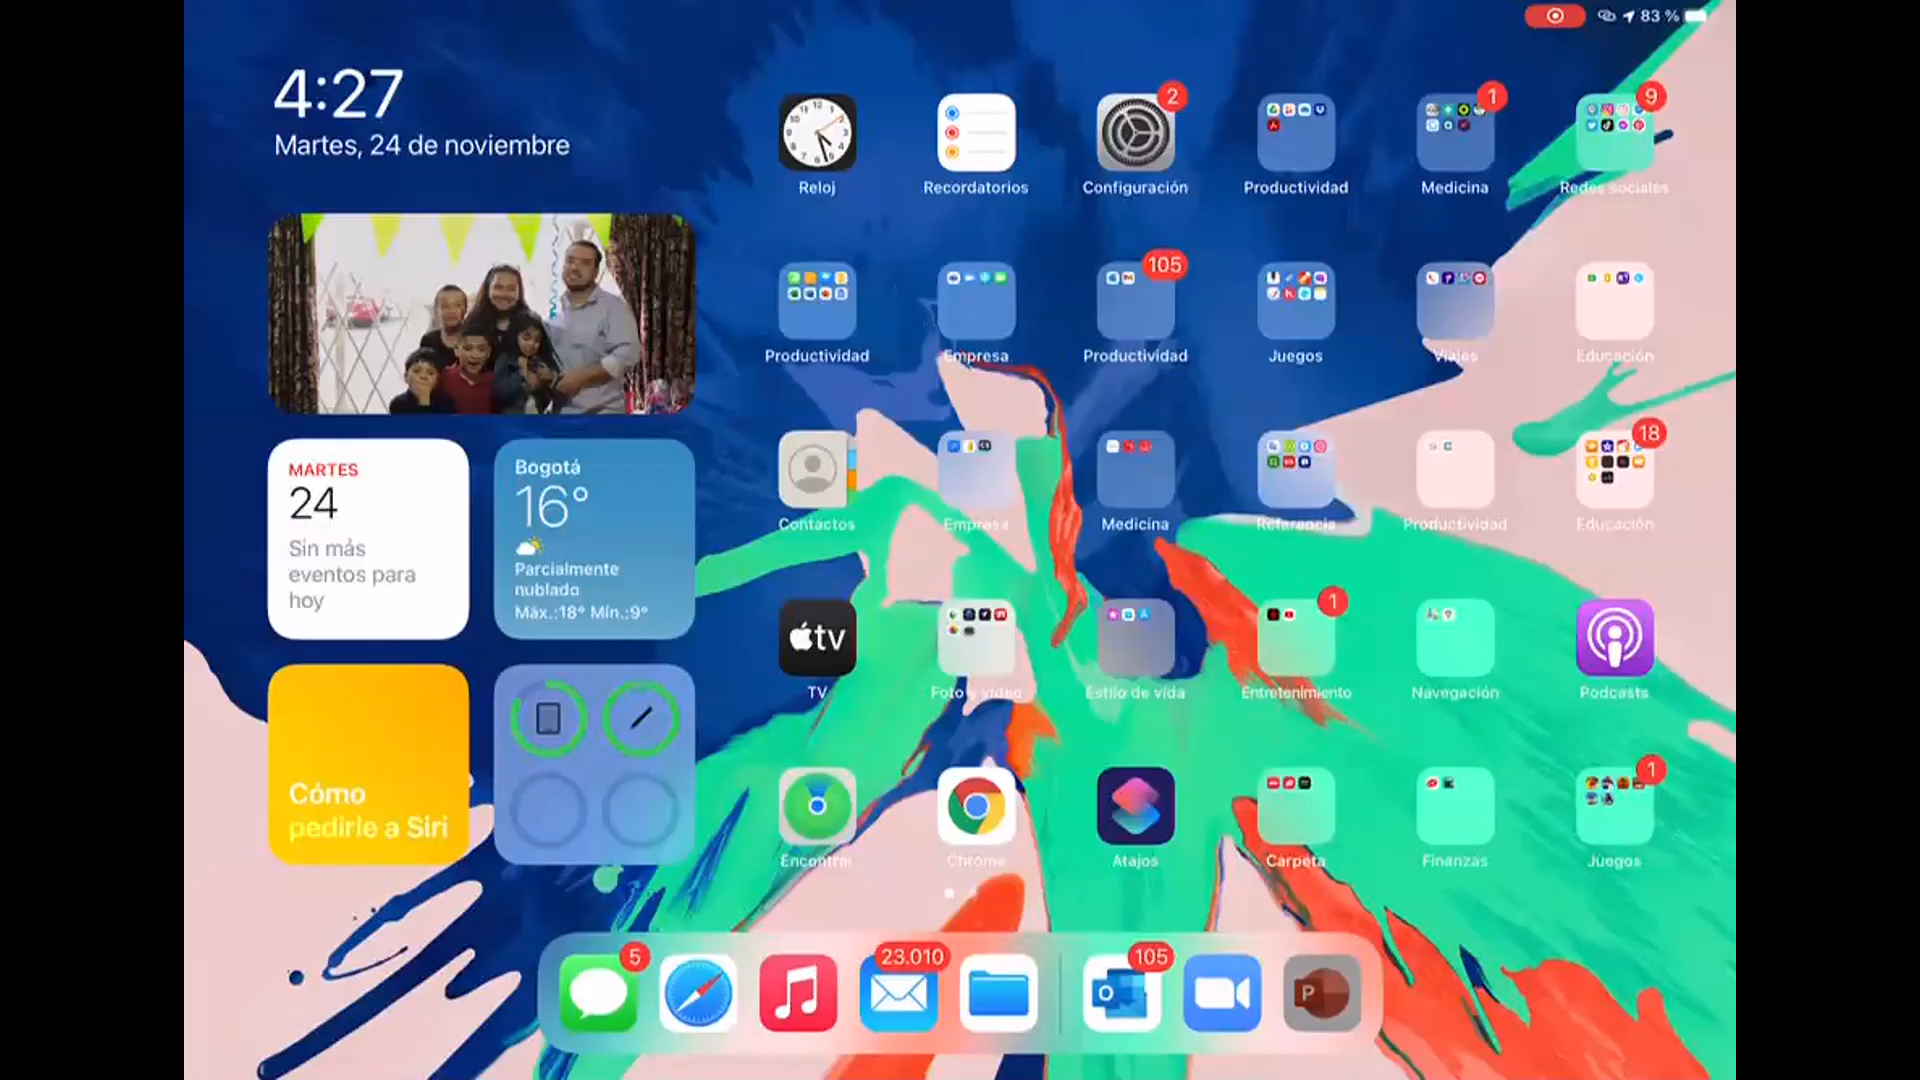 83 %
4:27
Martes, 24 de noviembre
2
1
9
Reloj
Recordatorios
Configuración
Productividad
Medicina
Redes sociales
105
Productividad
Empresa
Productividad
Juegos
Viajes
Educación
MARTES
24
Sin más
eventos para
hoy
Bogotá
16°
Parcialmente
nublado
Máx.:18° Mín.:9°
18
Contactos
Empresa
Medicina
Referencia
Productividad
Educación
1
tv
TV
Foto y video
Estilo de vida
Entretenimiento
Navegación
Podcasts
Cómo
pedirle a Siri
1
Encontrar
Chrome
Atajos
Carpeta
Finanzas
Juegos
5
23.010
105
O
P